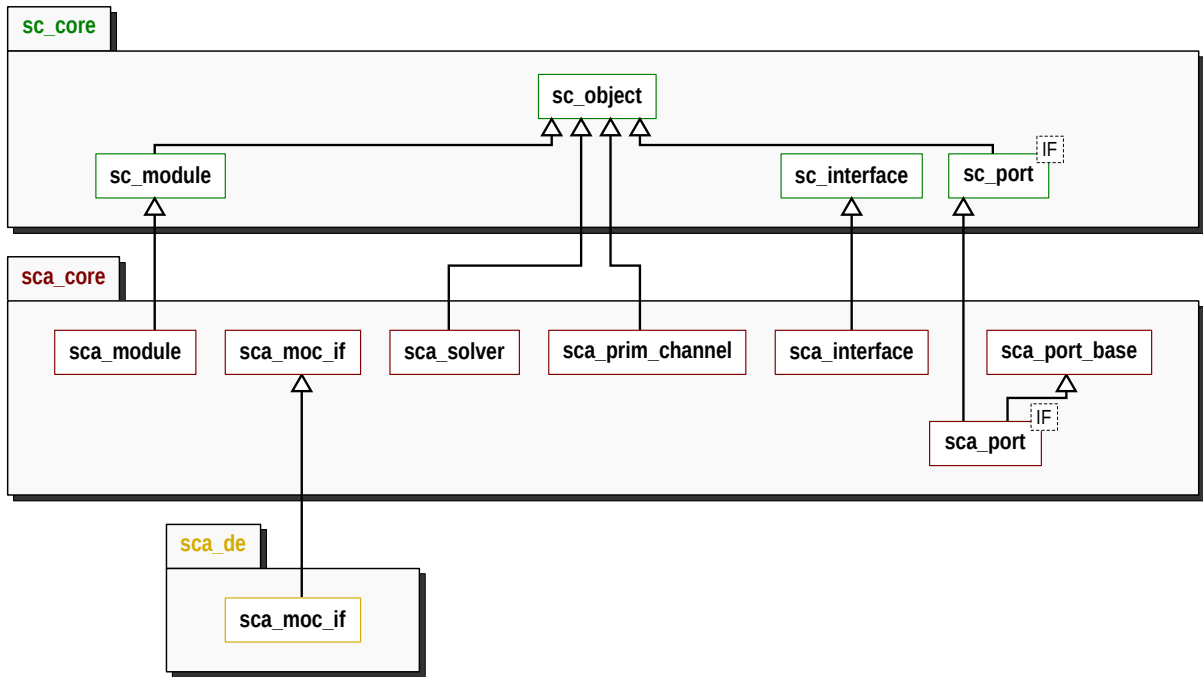 sc_core
sc_object
sc_module
sc_interface
sc_port
IF
sca_core
sca_module
sca_moc_if
sca_solver
sca_prim_channel
sca_interface
sca_port_base
sca_port
IF
sca_de
sca_moc_if